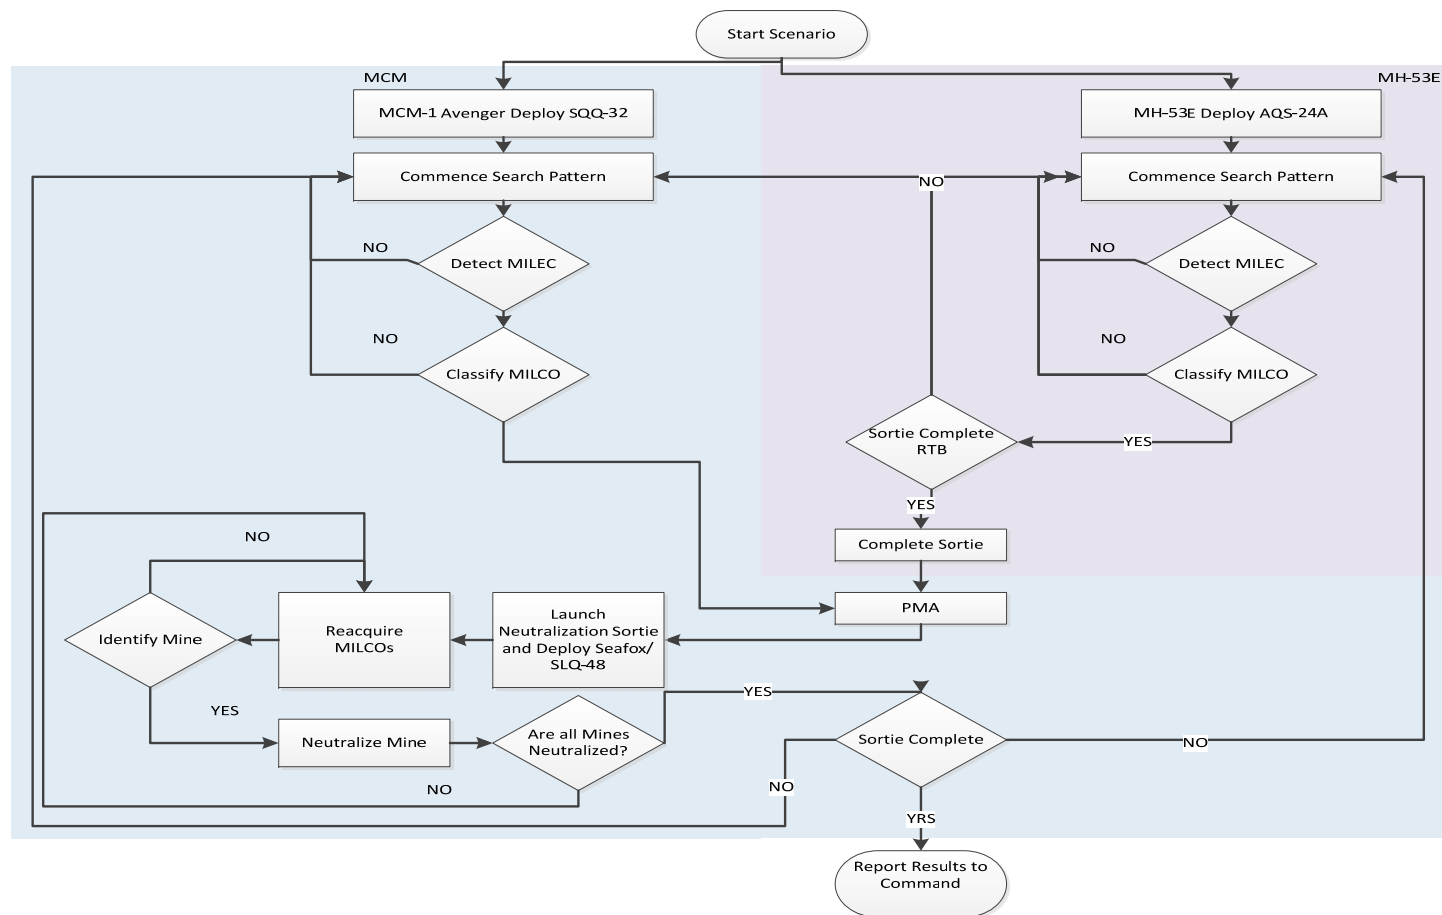 Start Scenario
MCM
MH-53E
MCM-1 Avenger Deploy SQQ-32
MH-53E Deploy AQS-24A
Commence Search Pattern
NO
Commence Search Pattern
NO
Detect MILEC
NO
Detect MILEC
NO
Classify MILCO
NO
Classify MILCO
Sortie Complete
RTB
YES
YES
Complete Sortie
NO
PMA
Identify Mine
Reacquire
MILCOs
Launch
Neutralization Sortie
and Deploy Seafox/
SLQ-48
YES
YES
Neutralize Mine
Are all Mines
Neutralized?
Sortie Complete
NO
NO
NO
YRS
Report Results to
Command